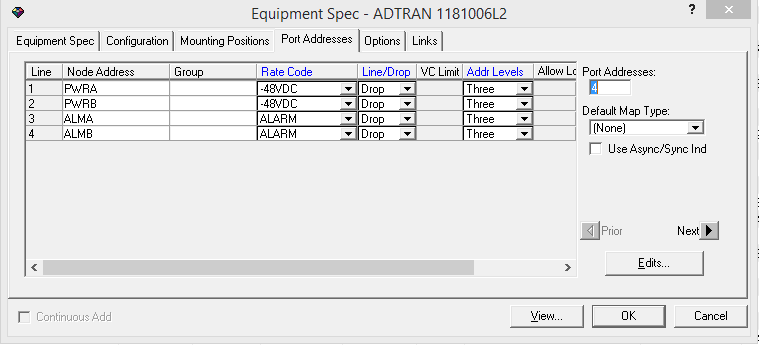 Equipment Spec - ADTRAN 1181006L2
?
Equipment Spec Configuration Mounting Positions Port Addresses Options Links
Line Node Address Group Rate Code Line/Drop VC Limit Addr Levels Allow Lo
1 PWRA -48VDC Drop Three
2 PWRB -48VDC Drop Three
3 ALMA ALARM Drop Three
4 ALMB ALARM Drop Three
Port Addresses:
4
Default Map Type:
(None)
Use Async/Sync Ind
Prior Next
Edits...
Continuous Add
View... OK Cancel